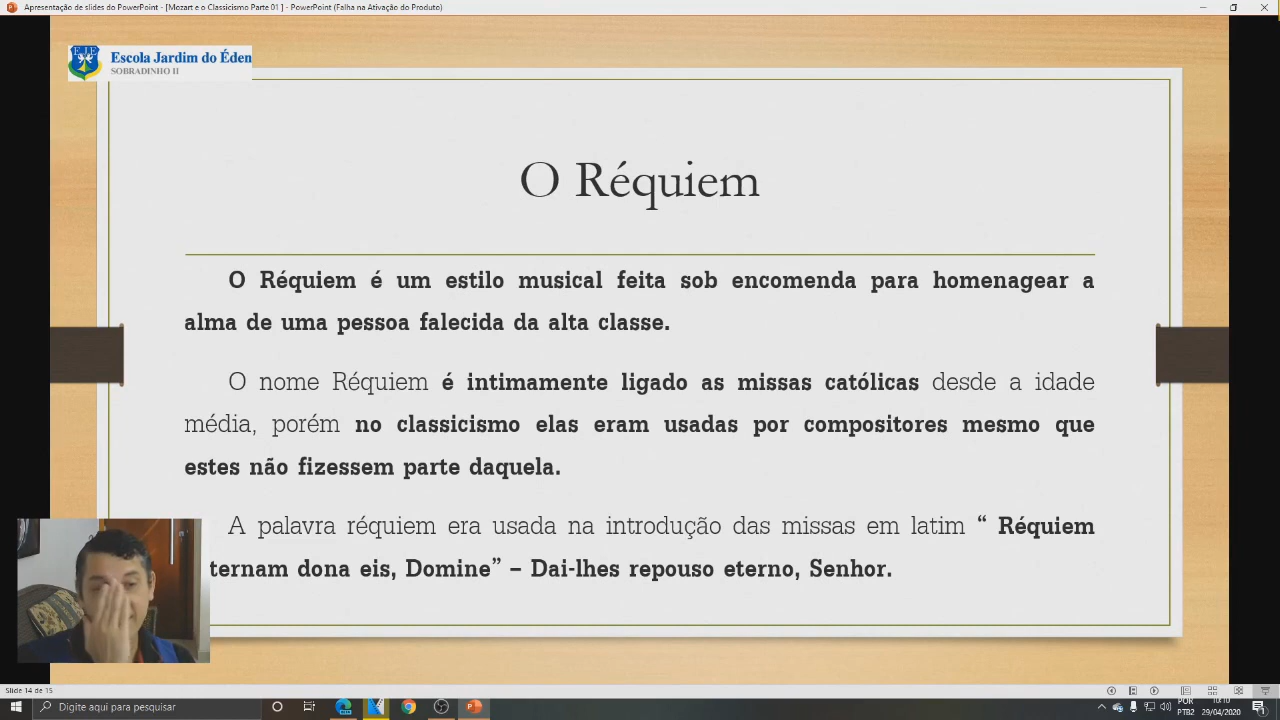 Apresentação de slides do PowerPoint - [Mozart e o Classicismo Parte 01 ] - PowerPoint (Falha na Ativação do Produto)
E J E
Escola Jardim do Éden
SOBRADINHO II
O Réquiem
O Réquiem é um estilo musical feita sob encomenda para homenagear a
alma de uma pessoa falecida da alta classe.
O nome Réquiem é intimamente ligado as missas católicas desde a idade
média, porém no classicismo elas eram usadas por compositores mesmo que
estes não fizessem parte daquela.
A palavra réquiem era usada na introdução das missas em latim “ Réquiem
ternam dona eis, Domine” – Dai-lhes repouso eterno, Senhor.
Slide 14 de 15
Digite aqui para pesquisar
POR
PTB2
10:10
29/04/2020